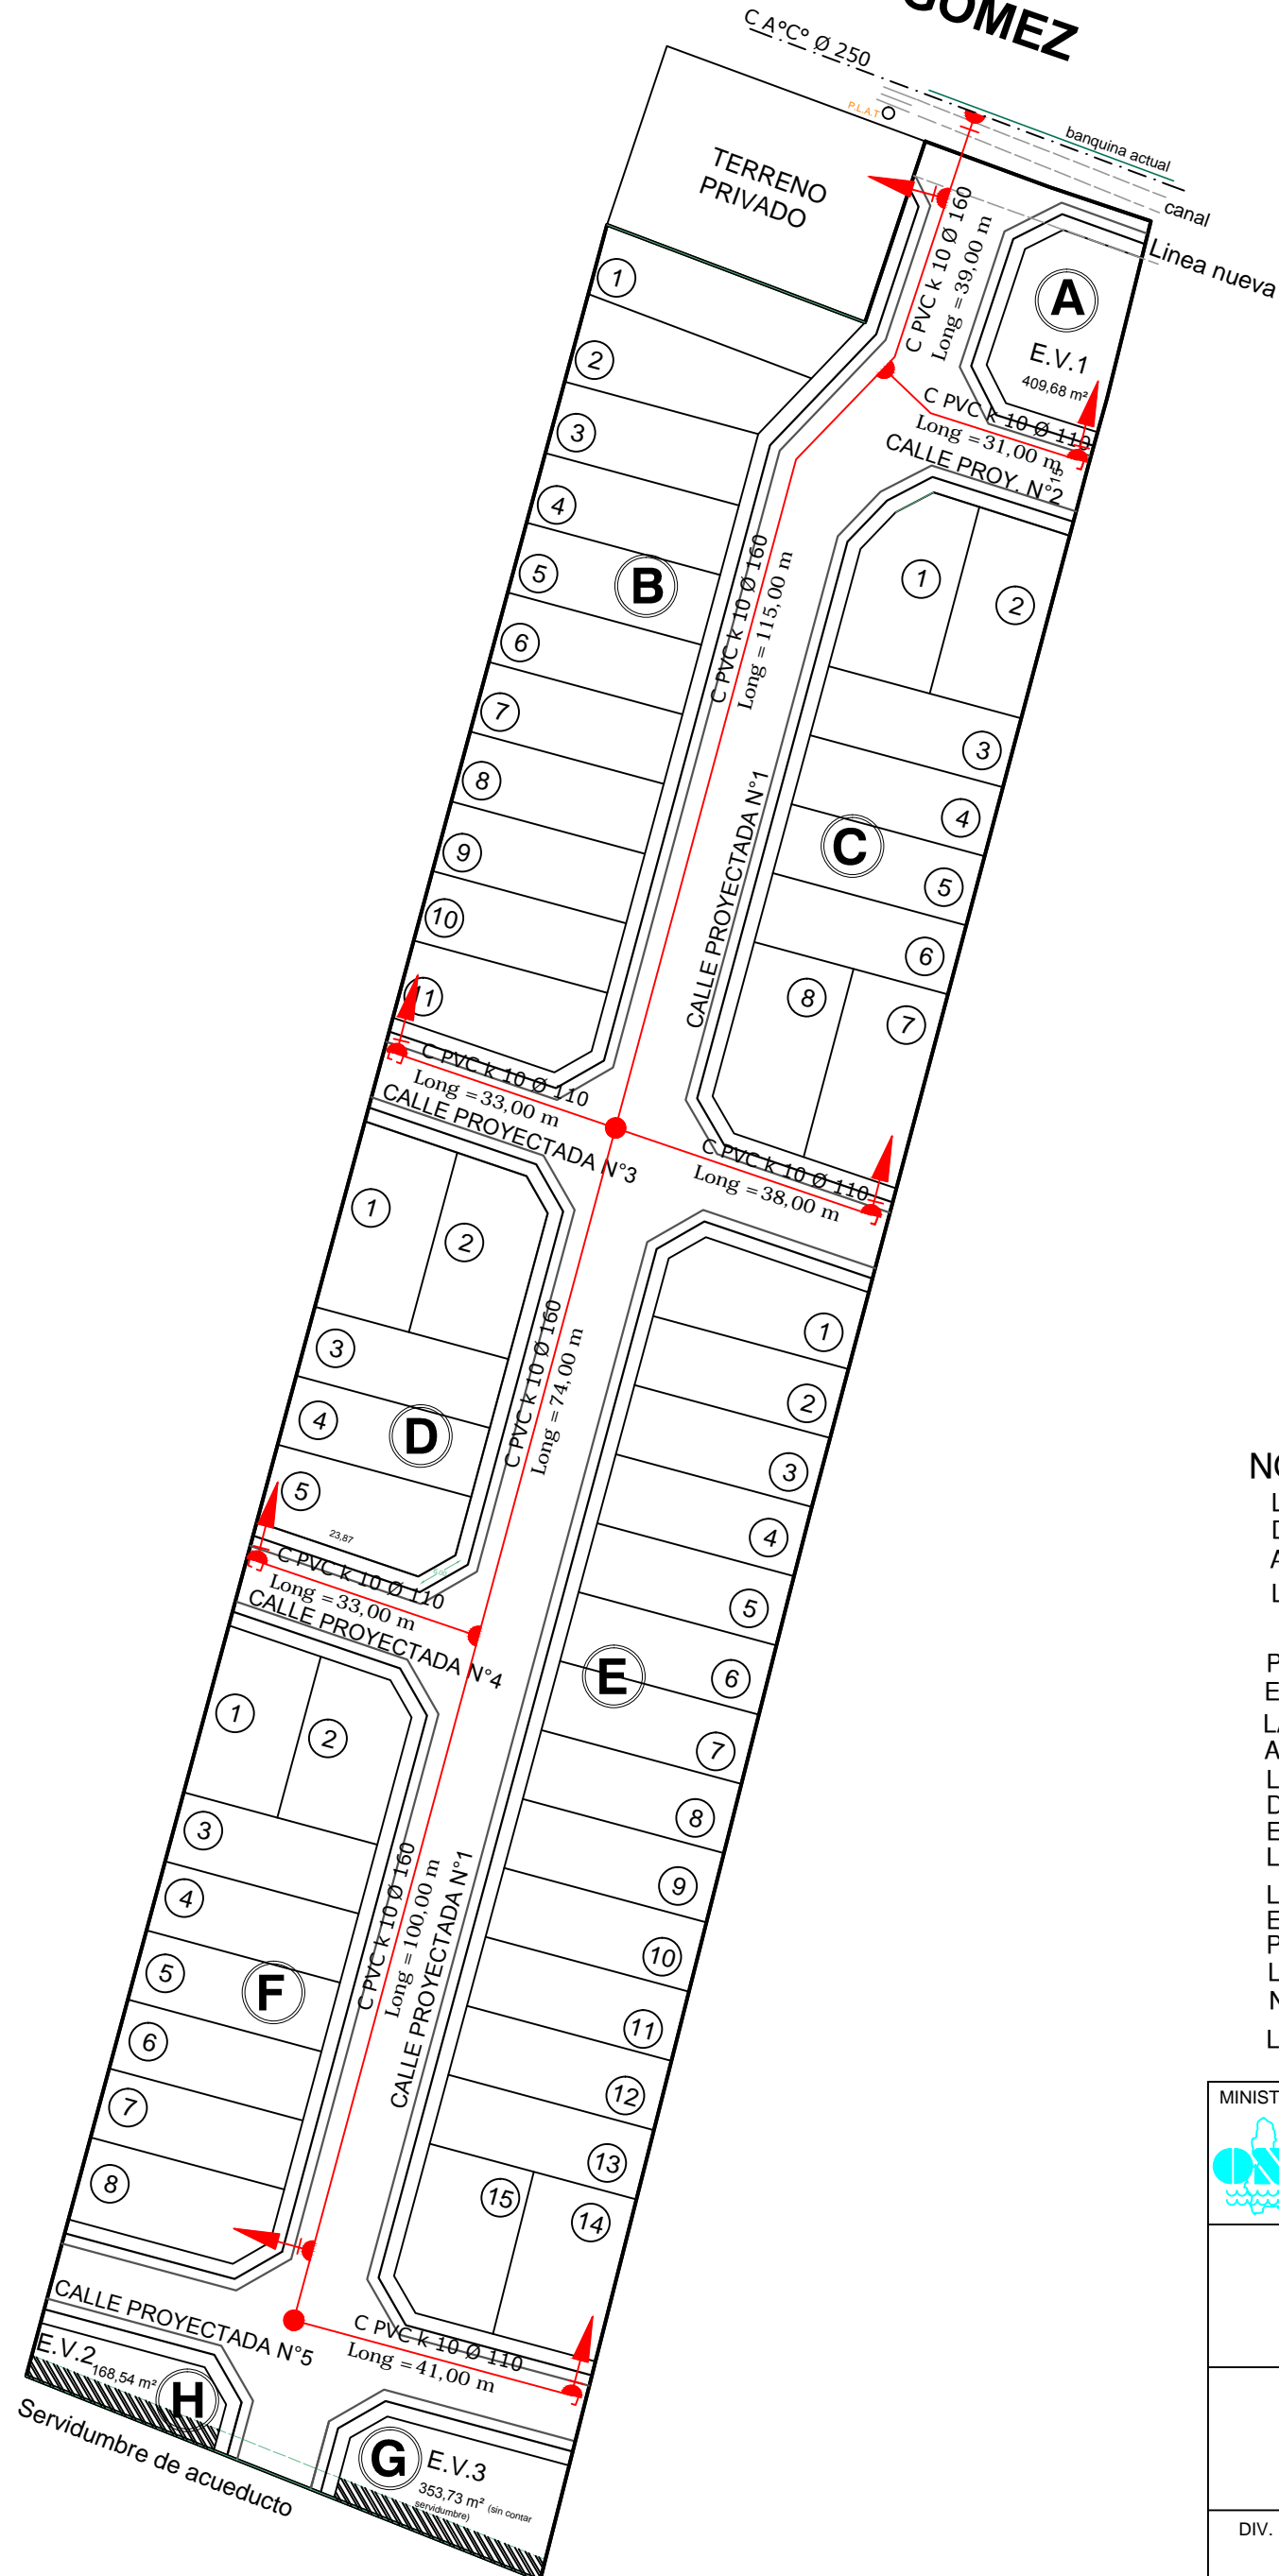 GOMEZ
C A°C° Ø 250
P.L.A.T
banquina actual
canal
Linea nueva
TERRENO
PRIVADO
C PVC k 10 Ø 160
Long = 39,00 m
A
E.V.1
409,68 m²
C PVC k 10 Ø 110
Long = 31,00 m
15
CALLE PROY. N°2
1
2
3
4
5
6
7
8
9
10
11
B
C PVC k 10 Ø 160
Long = 115,00 m
CALLE PROYECTADA N°1
1
2
3
4
5
6
7
8
C
C PVC k 10 Ø 110
Long = 33,00 m
CALLE PROYECTADA N°3
C PVC k 10 Ø 110
Long = 38,00 m
1
2
3
4
5
D
23,87
C PVC k 10 Ø 160
Long = 74,00 m
C PVC k 10 Ø 110
Long = 33,00 m
CALLE PROYECTADA N°4
1
2
3
4
5
6
7
8
9
10
11
12
13
14
15
E
1
2
3
4
5
6
7
8
F
C PVC k 10 Ø 160
Long = 100,00 m
CALLE PROYECTADA N°1
CALLE PROYECTADA N°5
C PVC k 10 Ø 110
Long = 41,00 m
E.V.2
168,54 m²
H
G
E.V.3
353,73 m² (sin contar
servidumbre)
Servidumbre de acueducto
MINIST
DIV.